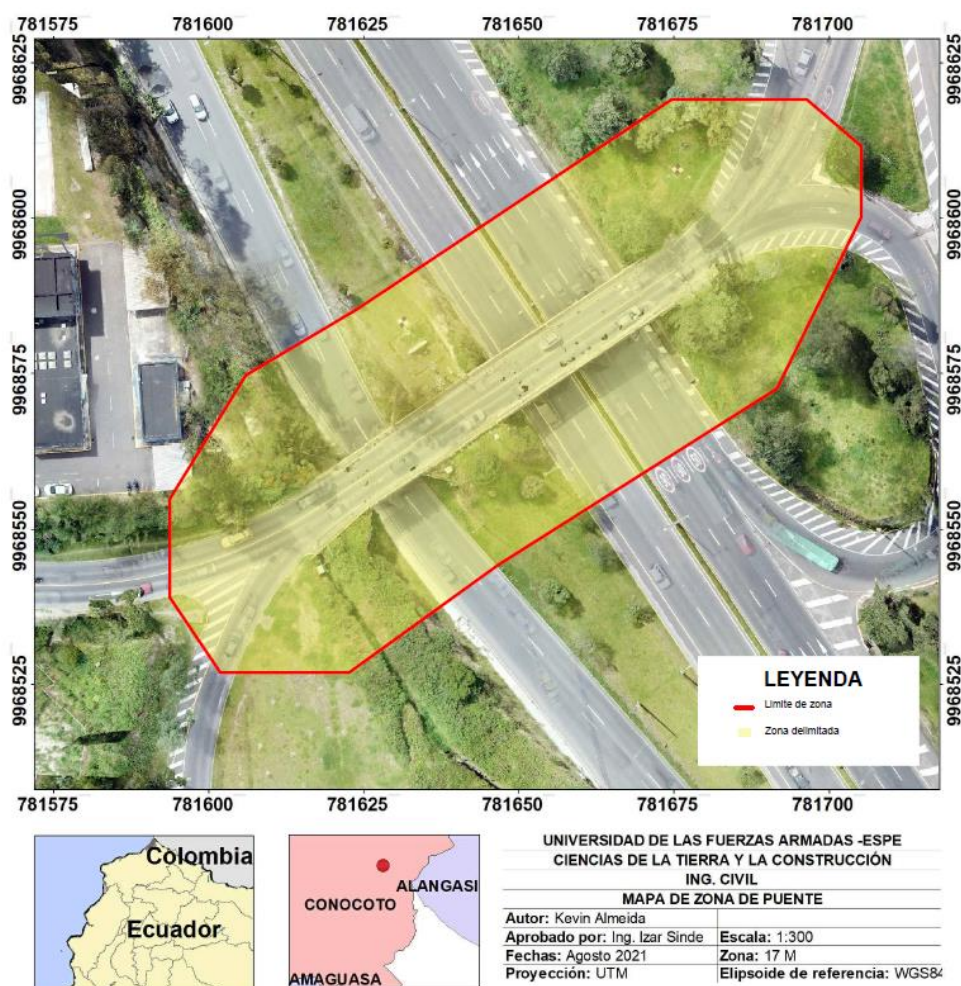 781575 781600 781625 781650 781675 781700
9968625 9968625
9968600 9968600
9968575 9968575
9968550 9968550
9968525 9968525
LEYENDA
Limite de zona
Zona delimitada
781575 781600 781625 781650 781675 781700
Colombia
Ecuador
ALANGASI
CONOCOTO
AMAGUASA
UNIVERSIDAD DE LAS FUERZAS ARMADAS -ESPE
CIENCIAS DE LA TIERRA Y LA CONSTRUCCIÓN
ING. CIVIL
MAPA DE ZONA DE PUENTE
Autor: Kevin Almeida
Aprobado por: Ing. Izar Sinde Escala: 1:300
Fechas: Agosto 2021 Zona: 17 M
Proyección: UTM Elipsoide de referencia: WGS84